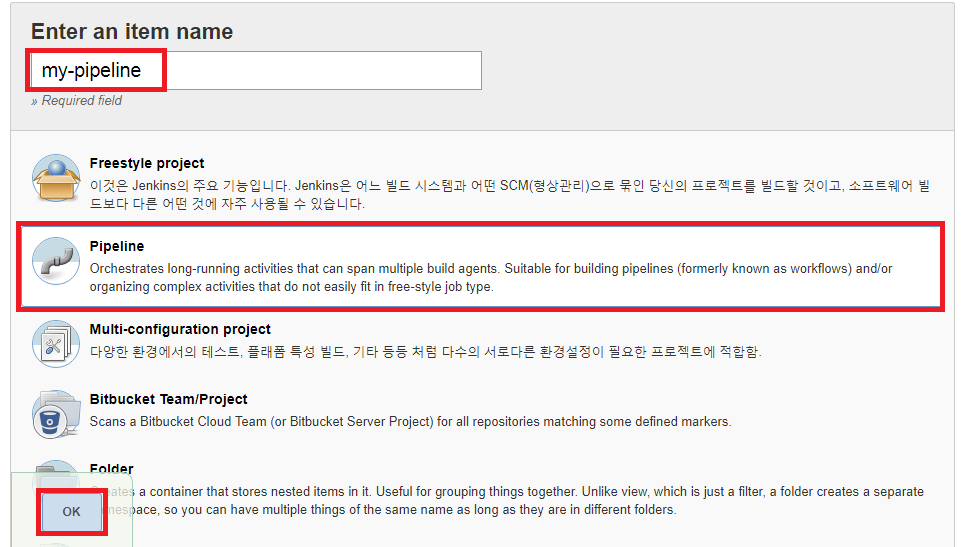 Enter an item name
my-pipeline
» Required field
Freestyle project
이것은 Jenkins의 주요 기능입니다. Jenkins은 어느 빌드 시스템과 어떤 SCM(형상관리)으로 묶인 당신의 프로젝트를 빌드할 것이고, 소프트웨어 빌
드보다 다른 어떤 것에 자주 사용될 수 있습니다.
Pipeline
Orchestrates long-running activities that can span multiple build agents. Suitable for building pipelines (formerly known as workflows) and/or
organizing complex activities that do not easily fit in free-style job type.
Multi-configuration project
다양한 환경에서의 테스트, 플래폼 특성 빌드, 기타 등등 처럼 다수의 서로다른 환경설정이 필요한 프로젝트에 적합함.
Bitbucket Team/Project
Scans a Bitbucket Cloud Team (or Bitbucket Server Project) for all repositories matching some defined markers.
Folder
Creates a container that stores nested items in it. Useful for grouping things together. Unlike view, which is just a filter, a folder creates a separate
so you can have multiple things of the same name as long as they are in different folders.
OK